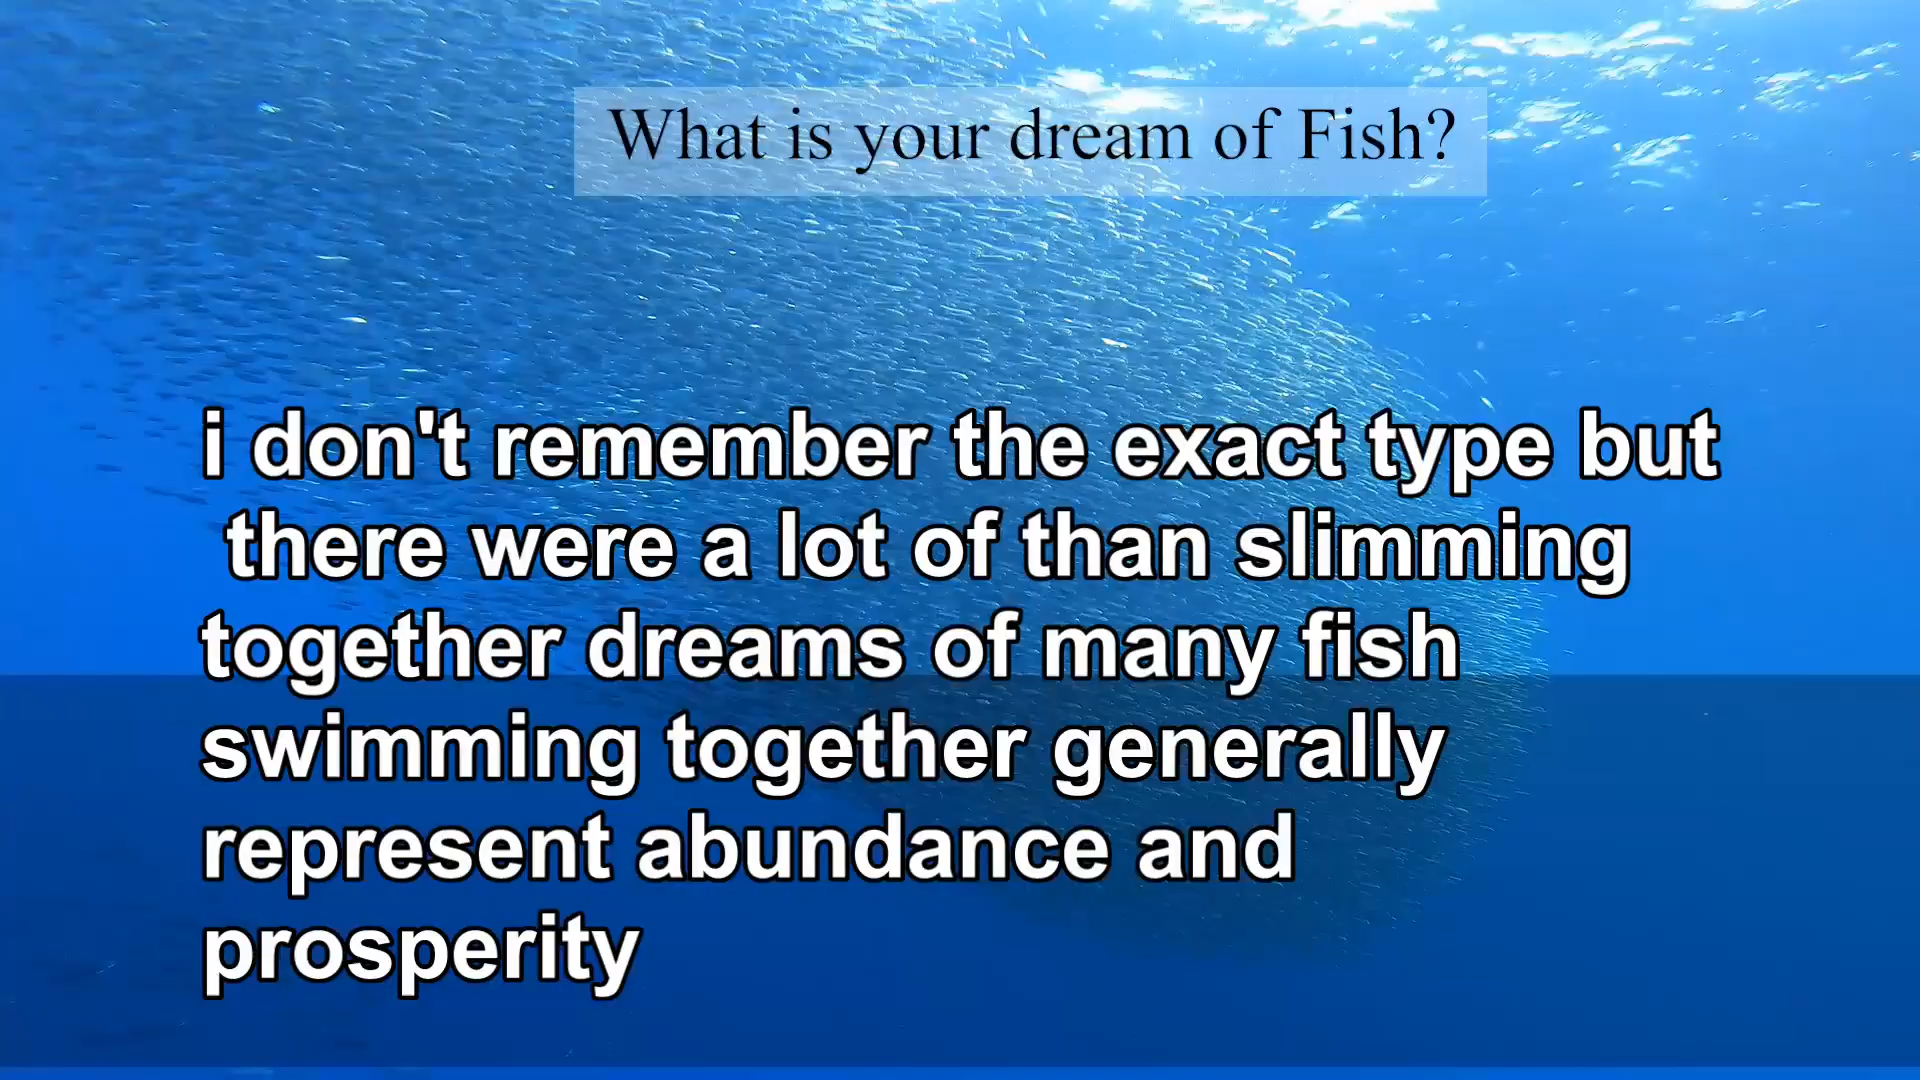 What is your dream of Fish?
i don't remember the exact type but
there were a lot of than slimming
together dreams of many fish
swimming together generally
represent abundance and
prosperity